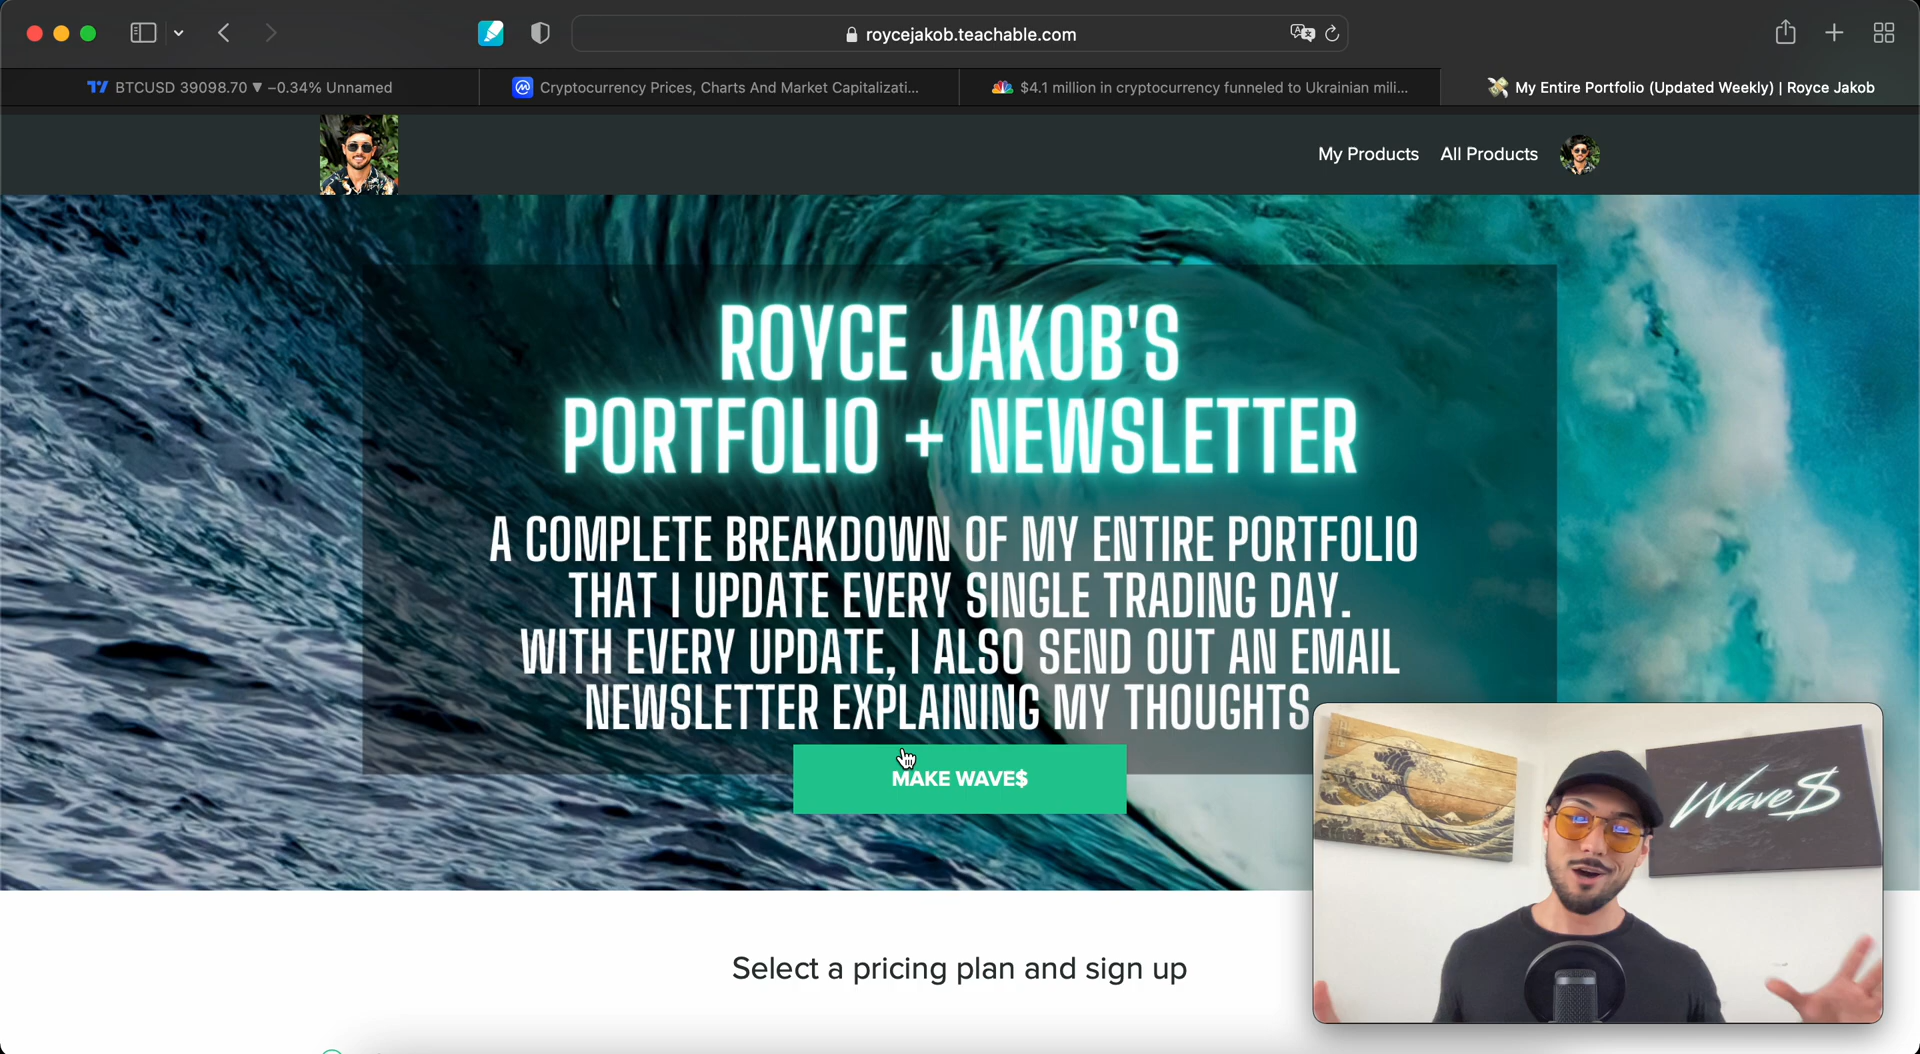 roycejakob.teachable.com
BTCUSD 39098.70 ▼ −0.34% Unnamed
Cryptocurrency Prices, Charts And Market Capitalizati...
$4.1 million in cryptocurrency funneled to Ukrainian mili...
My Entire Portfolio (Updated Weekly) | Royce Jakob
My Products
All Products
ROYCE JAKOB'S
PORTFOLIO + NEWSLETTER
A COMPLETE BREAKDOWN OF MY ENTIRE PORTFOLIO
THAT I UPDATE EVERY SINGLE TRADING DAY.
WITH EVERY UPDATE, I ALSO SEND OUT AN EMAIL
NEWSLETTER EXPLAINING MY THOUGHTS
MAKE WAVE$
Wave$
Select a pricing plan and sign up